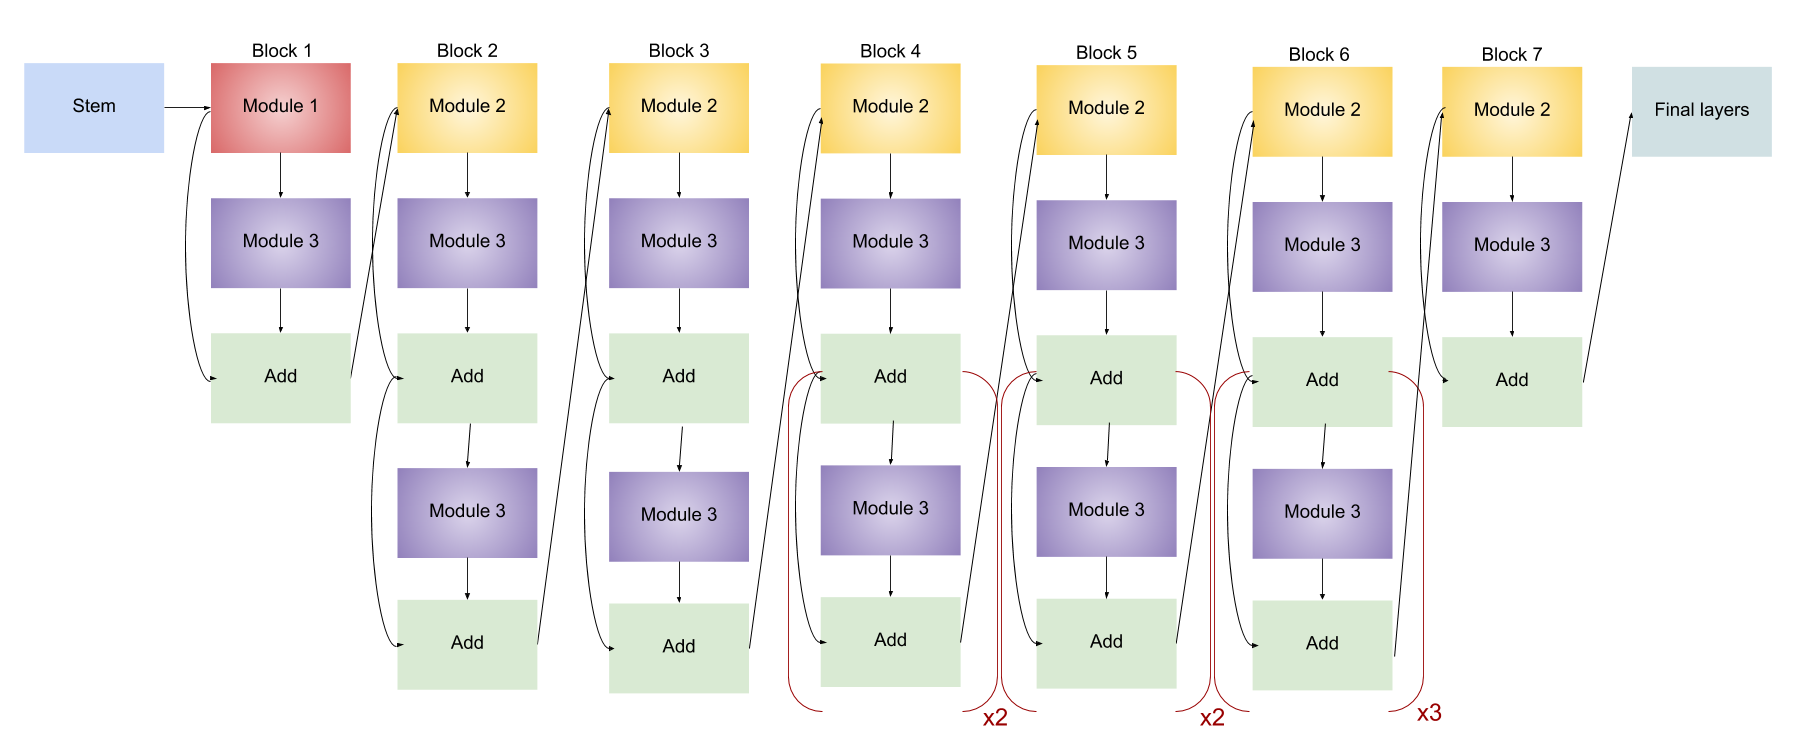 Block 1
Block 2
Block 3
Block 4
Block 5
Block 6
Block 7
Stem
Module 1
Module 2
Module 2
Module 2
Module 2
Module 2
Module 2
Final layers
Module 3
Module 3
Module 3
Module 3
Module 3
Module 3
Module 3
Add
Add
Add
Add
Add
Add
Add
Module 3
Module 3
Module 3
Module 3
Module 3
Add
Add
Add
Add
Add
x2
x2
x3